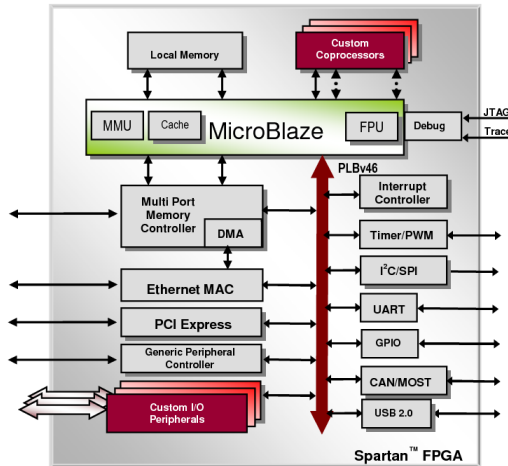 Local Memory
Custom
Coprocessors
MMU
Cache
MicroBlaze
FPU
Debug
JTAG
Trace
PLBv46
Multi Port
Memory
Controller
DMA
Interrupt
Controller
Timer/PWM
I²C/SPI
Ethernet MAC
UART
PCI Express
GPIO
Generic Peripheral
Controller
CAN/MOST
Custom I/O
Peripherals
USB 2.0
Spartan™ FPGA